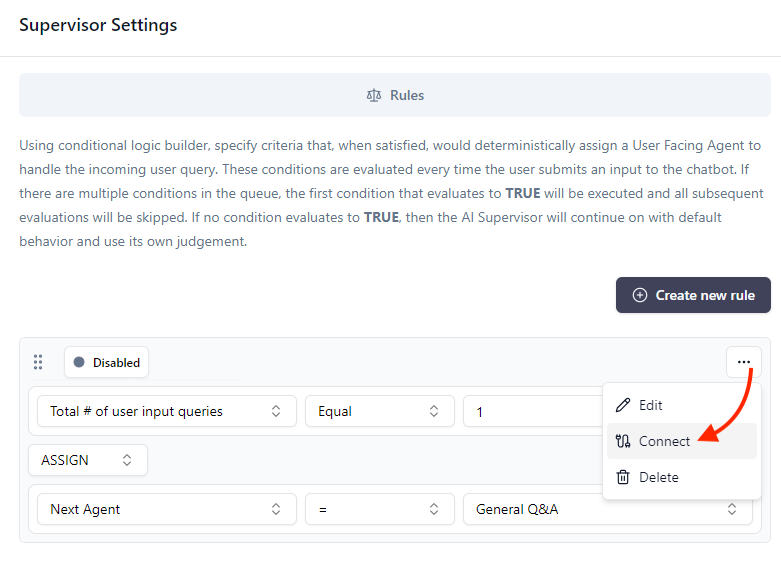 Supervisor Settings
Rules
Using conditional logic builder, specify criteria that, when satisfied, would deterministically assign a User Facing Agent to
handle the incoming user query. These conditions are evaluated every time the user submits an input to the chatbot. If
there are multiple conditions in the queue, the first condition that evaluates to TRUE will be executed and all subsequent
evaluations will be skipped. If no condition evaluates to TRUE, then the AI Supervisor will continue on with default
behavior and use its own judgement.
Create new rule
Disabled
Edit
Total # of user input queries Equal 1
Connect
ASSIGN
Delete
Next Agent = General Q&A